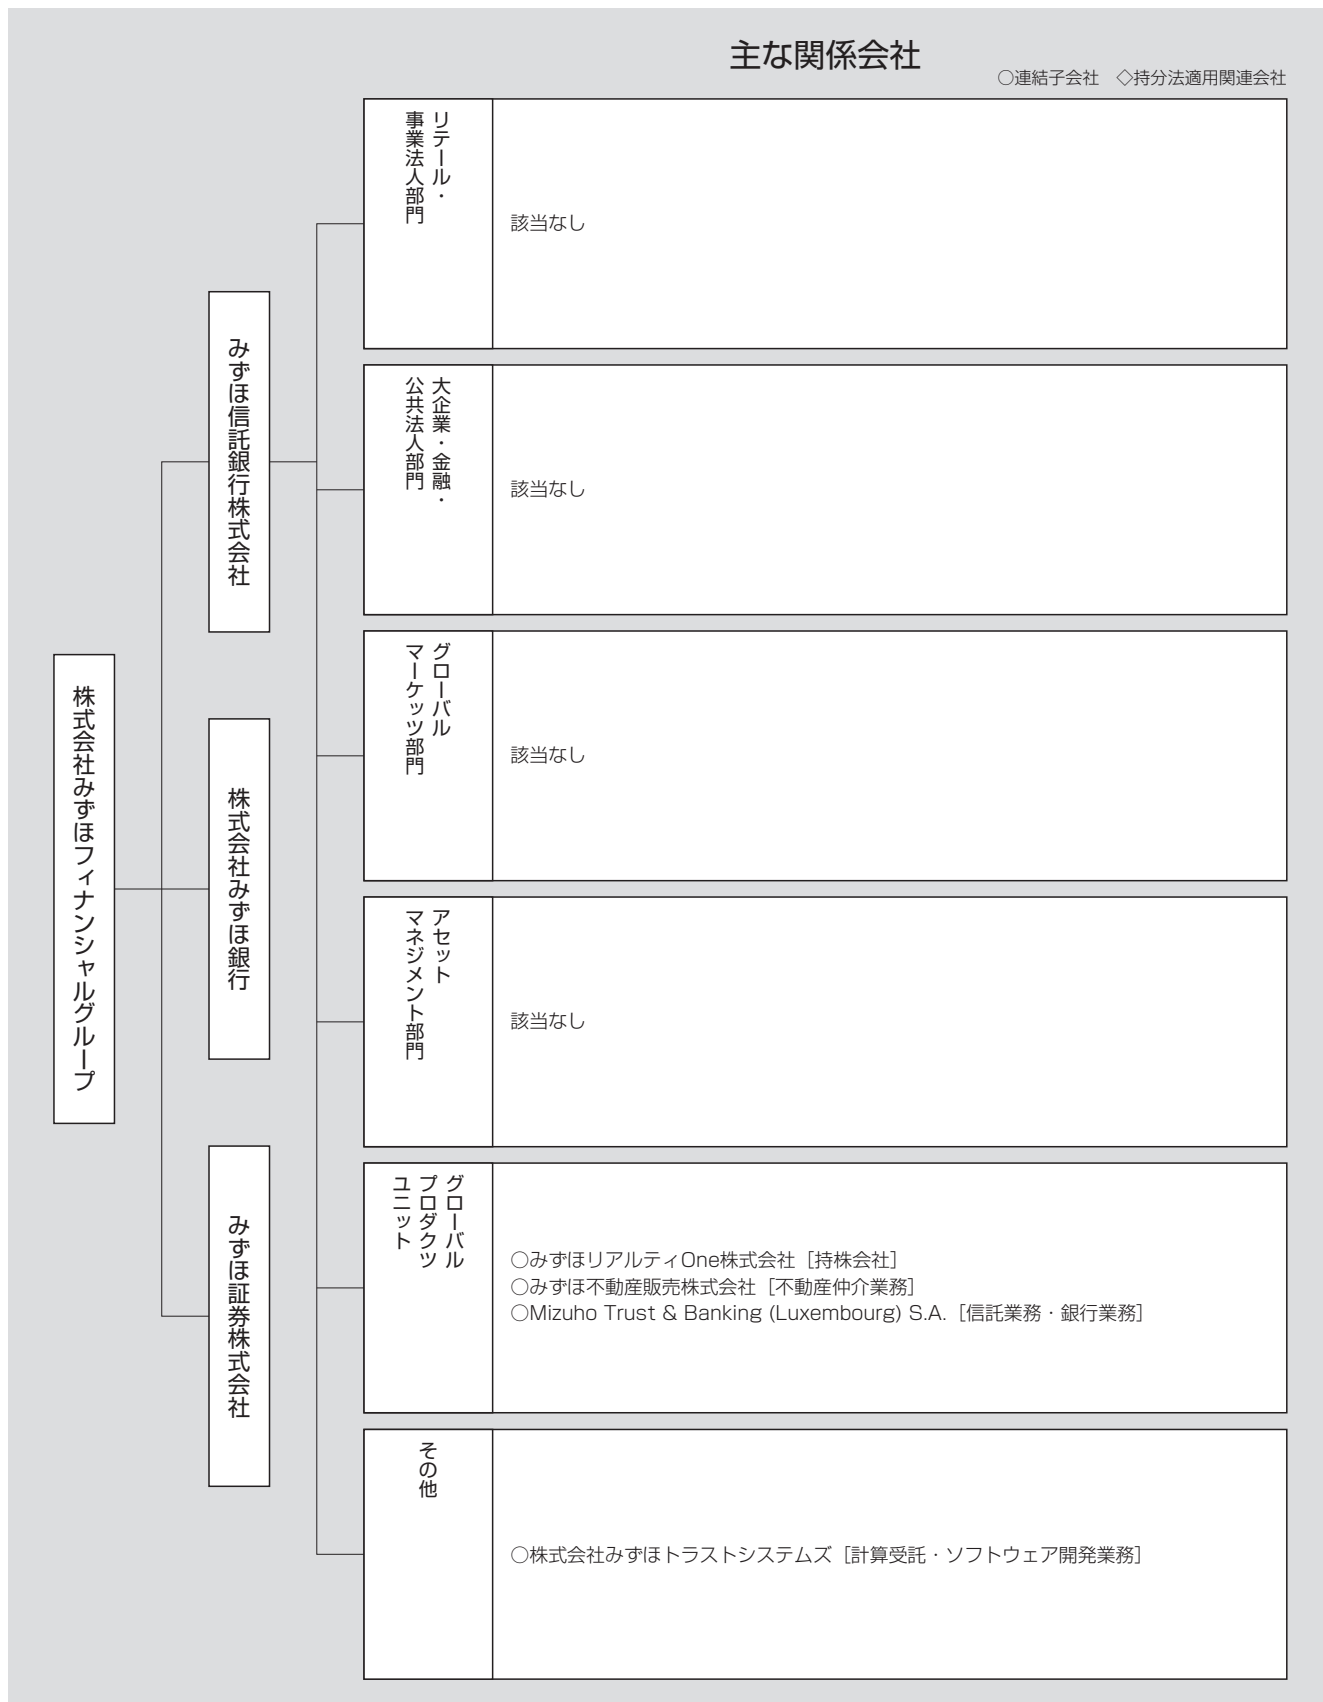 主な関係会社
○連結子会社　◇持分法適用関連会社
株式会社みずほフィナンシャルグループ
みずほ信託銀行株式会社
株式会社みずほ銀行
みずほ証券株式会社
リテール・
事業法人部門
該当なし
大企業・金融・
公共法人部門
該当なし
グローバル
マーケッツ部門
該当なし
アセット
マネジメント部門
該当なし
グローバル
プロダクツ
ユニット
○みずほリアルティOne株式会社［持株会社］
○みずほ不動産販売株式会社［不動産仲介業務］
○Mizuho Trust & Banking (Luxembourg) S.A.［信託業務・銀行業務］
その他
○株式会社みずほトラストシステムズ［計算受託・ソフトウェア開発業務］